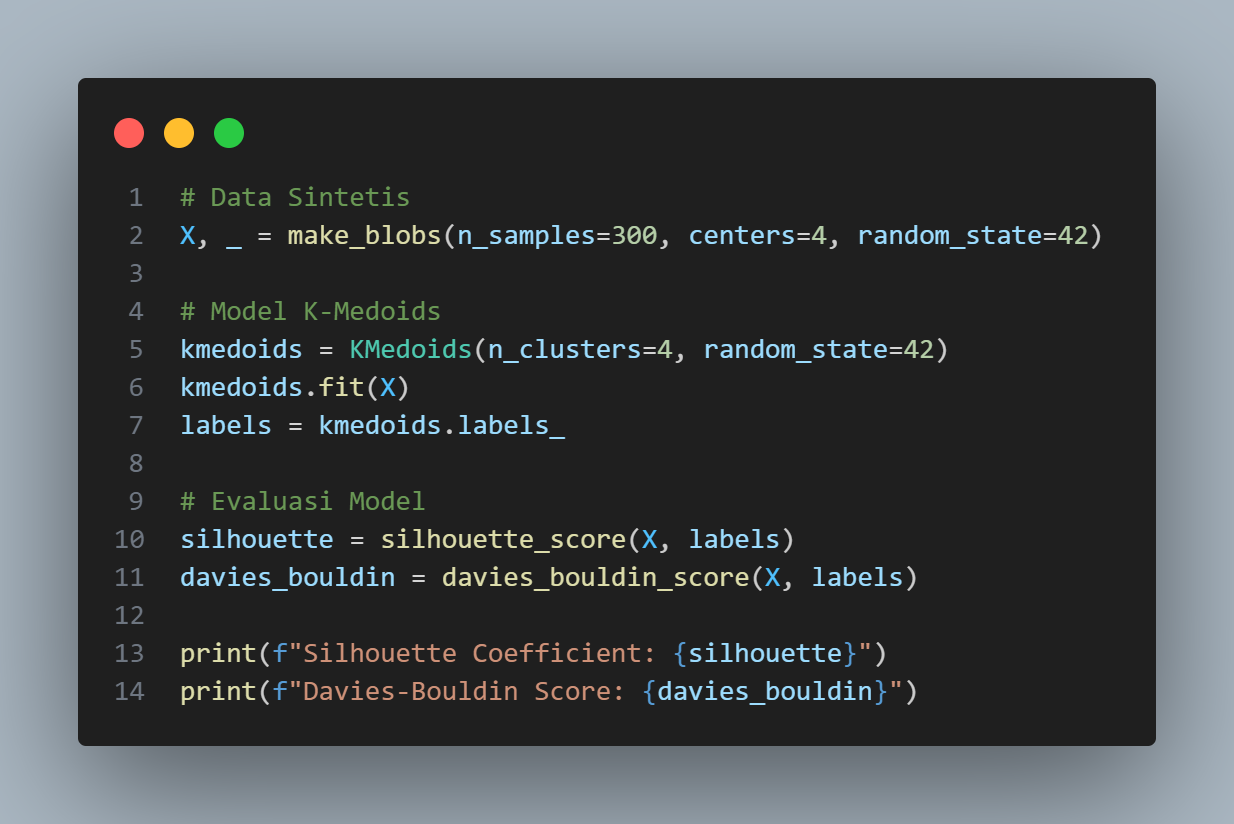 1 # Data Sintetis
2 X, _ = make_blobs(n_samples=300, centers=4, random_state=42)
3
4 # Model K-Medoids
5 kmedoids = KMedoids(n_clusters=4, random_state=42)
6 kmedoids.fit(X)
7 labels = kmedoids.labels_
8
9 # Evaluasi Model
10 silhouette = silhouette_score(X, labels)
11 davies_bouldin = davies_bouldin_score(X, labels)
12
13 print(f"Silhouette Coefficient: {silhouette}")
14 print(f"Davies-Bouldin Score: {davies_bouldin}")